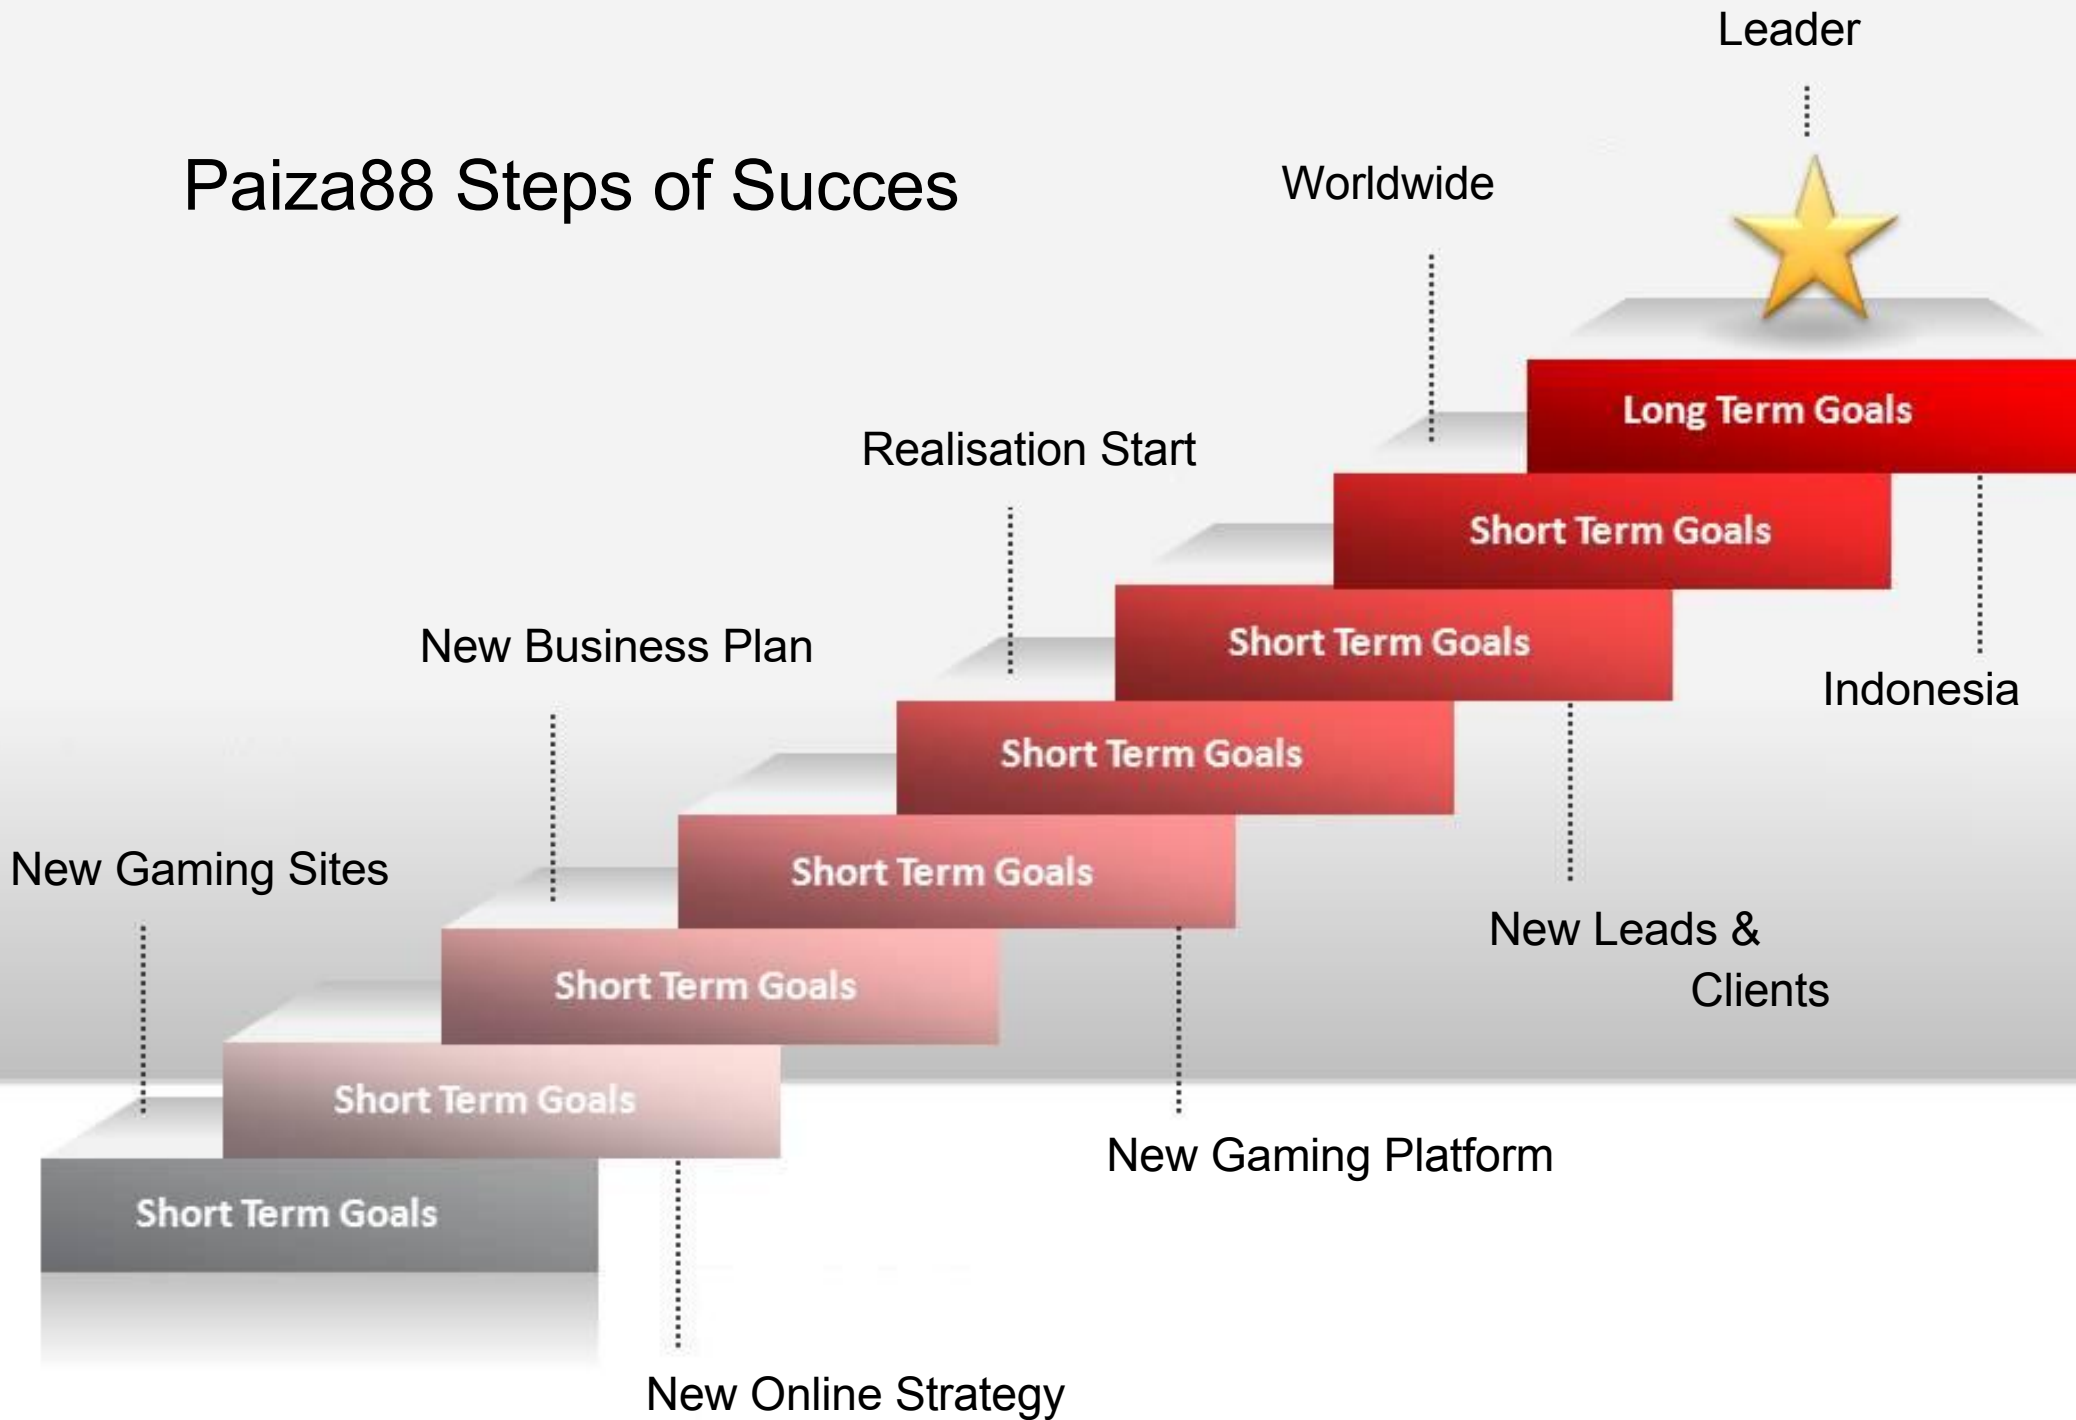 Leader
Paiza88 Steps of Succes
Worldwide
Long Term Goals
Realisation Start
Short Term Goals
New Business Plan
Short Term Goals
Indonesia
Short Term Goals
New Gaming Sites
Short Term Goals
New Leads &
Clients
Short Term Goals
Short Term Goals
New Gaming Platform
Short Term Goals
New Online Strategy